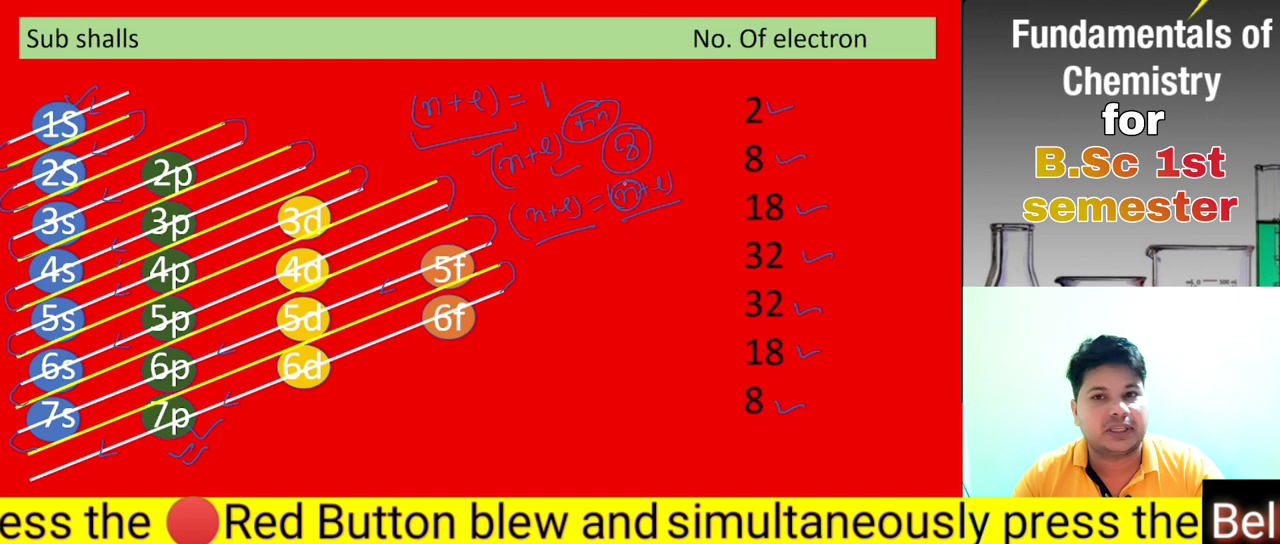 Sub shalls No. Of electron
1S 2
2S 2p 8
3s 3p 3d 18
4s 4p 4d 5f 32
5s 5p 5d 6f 32
6s 6p 6d 18
7s 7p 8
(n+l) = 1
(n+l)
(n+l) = (n+l)
Fundamentals of
Chemistry
for
B.Sc 1st
semester
ess the Red Button blew and simultaneously press the Bel